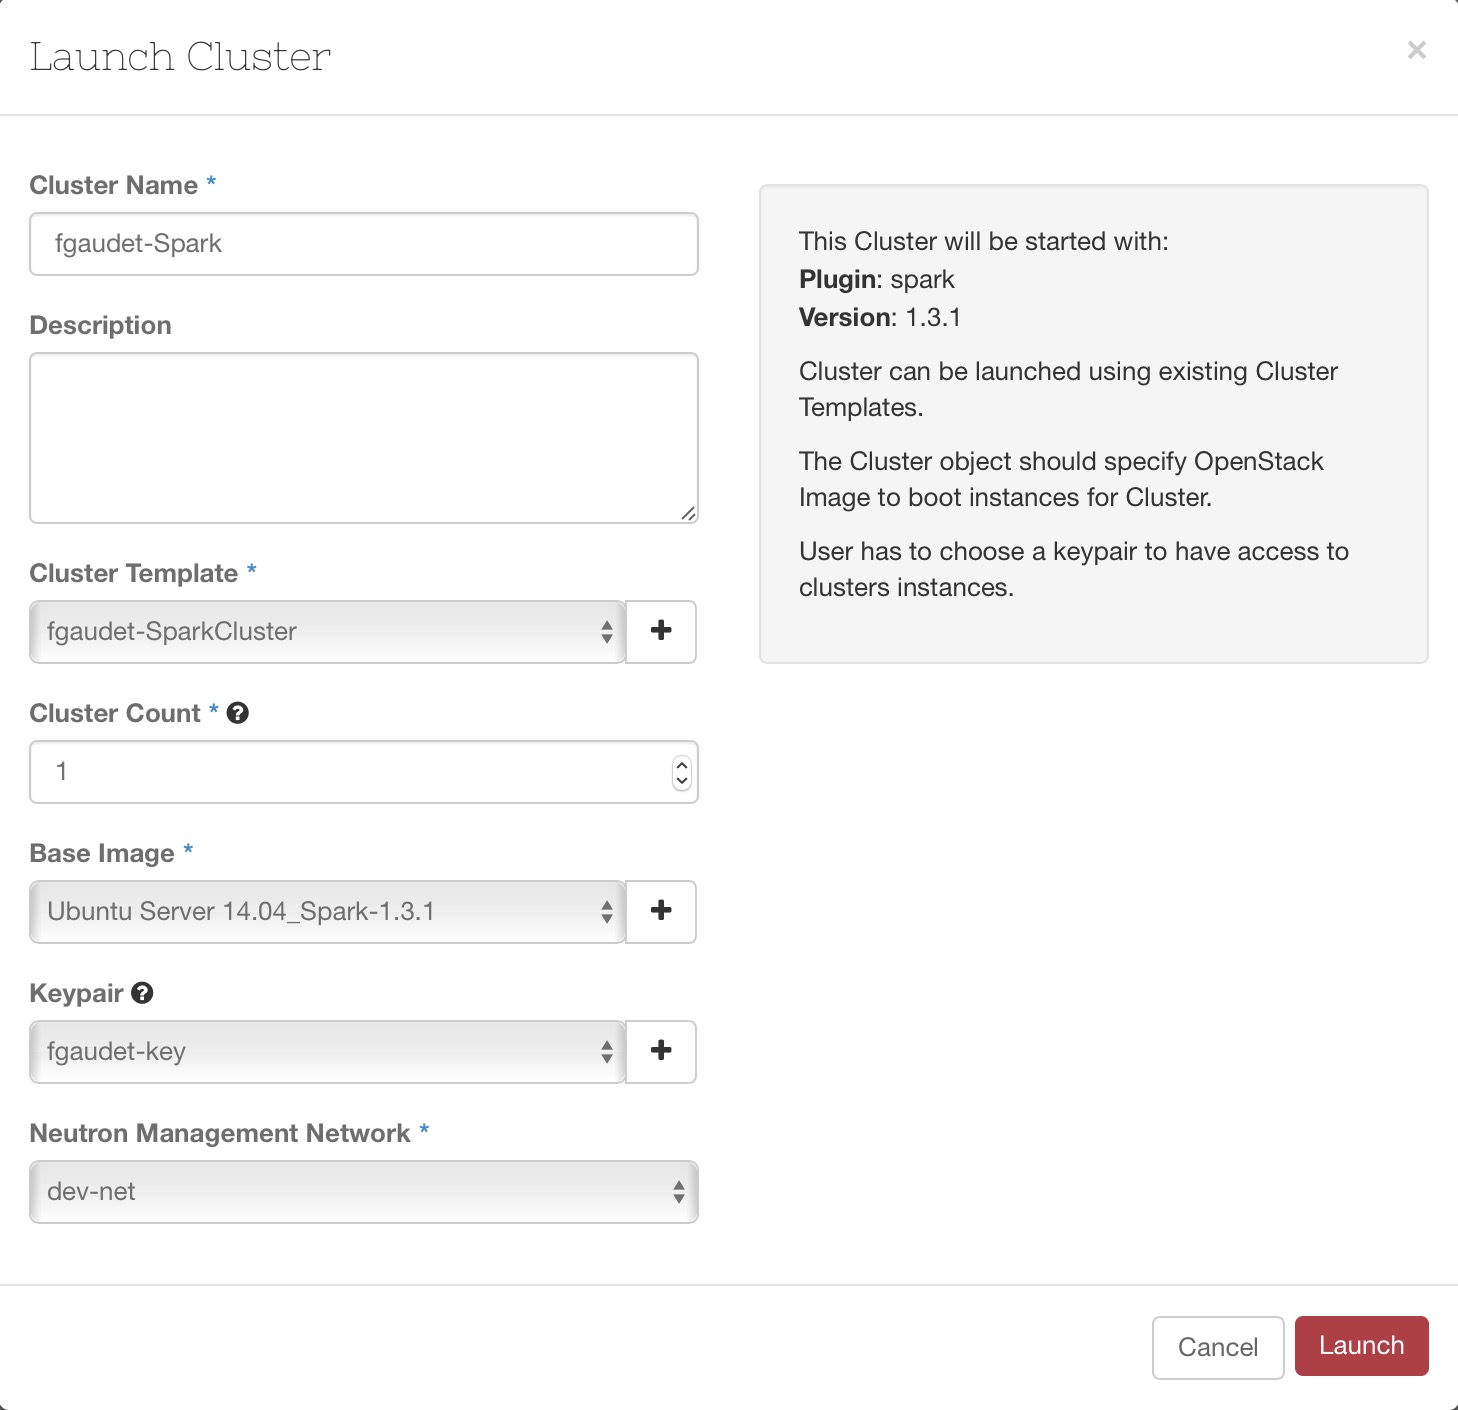 Launch Cluster
×
Cluster Name *
fgaudet-Spark
Description
Cluster Template *
fgaudet-SparkCluster
Cluster Count *
1
Base Image *
Ubuntu Server 14.04_Spark-1.3.1
Keypair
fgaudet-key
Neutron Management Network *
dev-net
This Cluster will be started with:
Plugin: spark
Version: 1.3.1
Cluster can be launched using existing Cluster
Templates.
The Cluster object should specify OpenStack
Image to boot instances for Cluster.
User has to choose a keypair to have access to
clusters instances.
Cancel
Launch